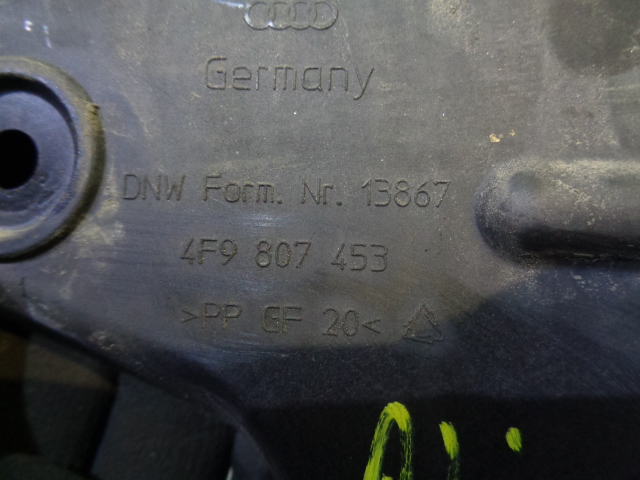 Germany
DNW Form. Nr. 13867
4F9 807 453
>PP GF 20<